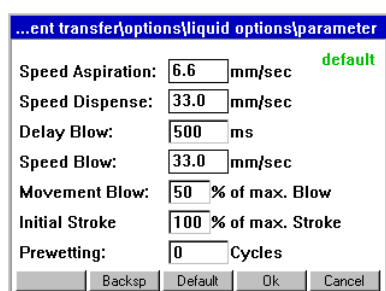 ...ent transfer\options\liquid options\parameter
default
Speed Aspiration: 6.6 mm/sec
Speed Dispense: 33.0 mm/sec
Delay Blow: 500 ms
Speed Blow: 33.0 mm/sec
Movement Blow: 50 % of max. Blow
Initial Stroke 100 % of max. Stroke
Prewetting: 0 Cycles
Backsp Default Ok Cancel